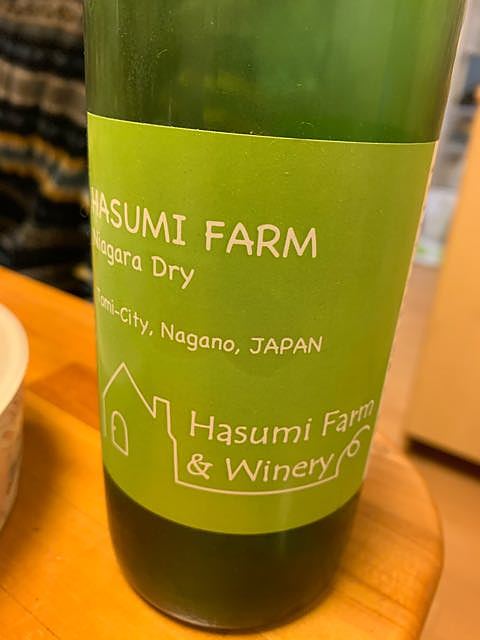 HASUMI FARM
Niagara Dry
Tomi-City, Nagano, JAPAN
Hasumi Farm
& Winery